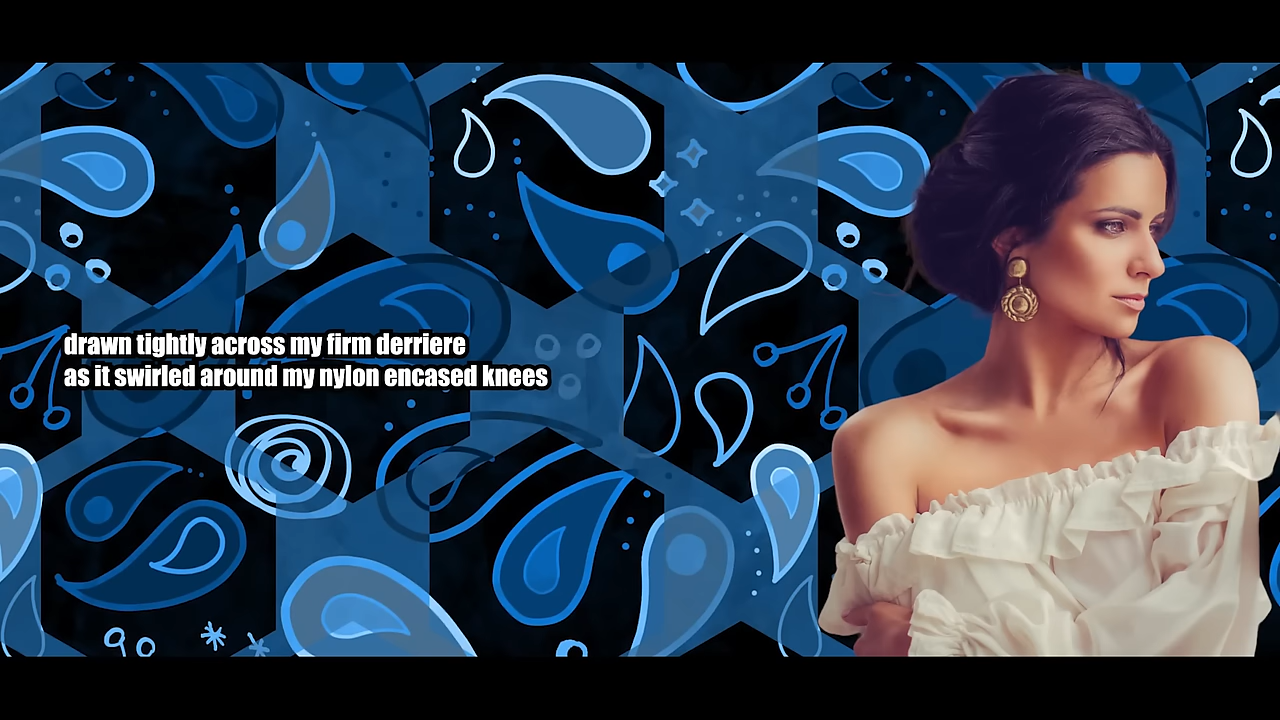 drawn tightly across my firm derriere
as it swirled around my nylon encased knees